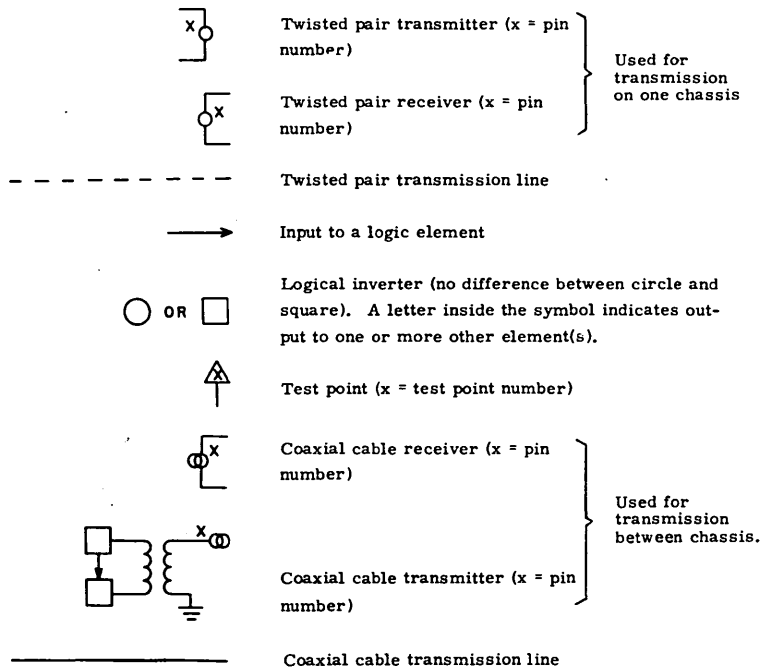 x
Twisted pair transmitter (x = pin
number)
x
Twisted pair receiver (x = pin
number)
Used for
transmission
on one chassis
Twisted pair transmission line
Input to a logic element
OR
Logical inverter (no difference between circle and
square). A letter inside the symbol indicates out-
put to one or more other element(s).
x
Test point (x = test point number)
x
Coaxial cable receiver (x = pin
number)
x
Coaxial cable transmitter (x = pin
number)
Used for
transmission
between chassis.
Coaxial cable transmission line